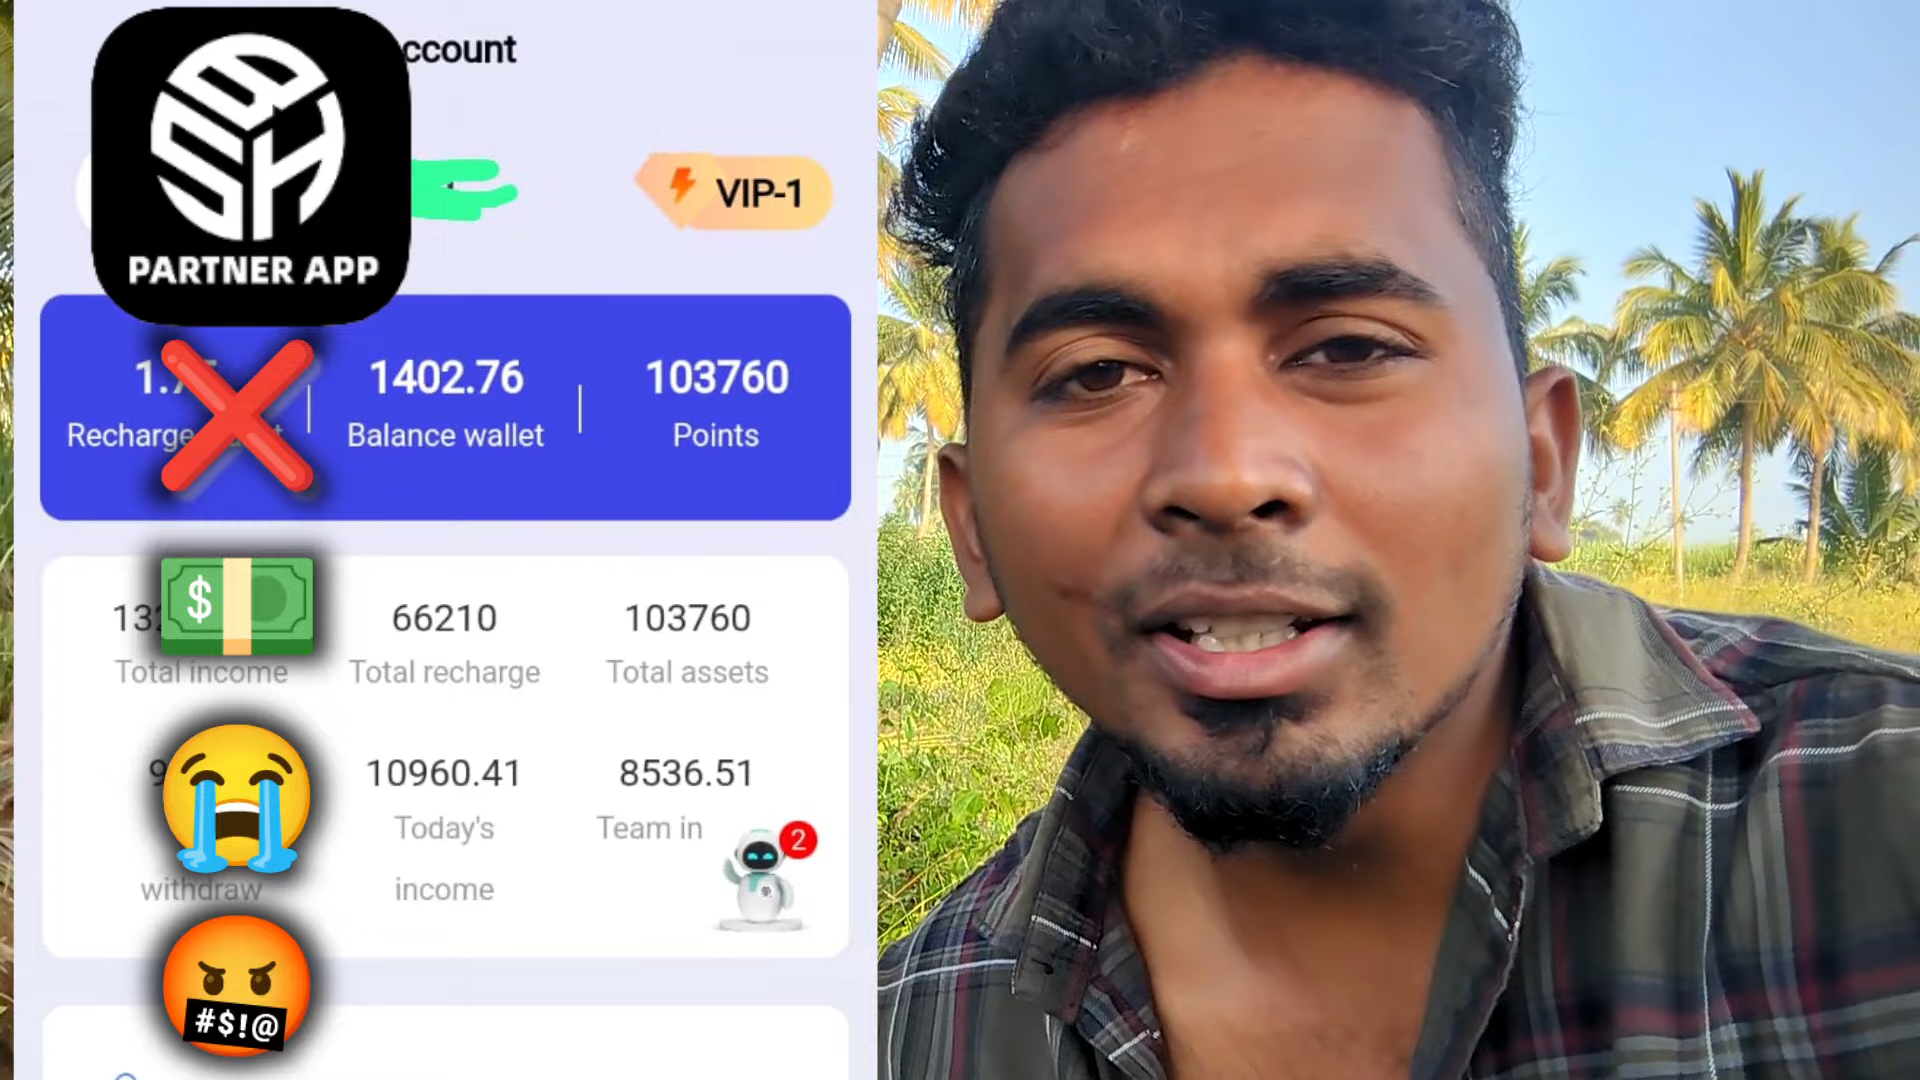 ccount
BSH
PARTNER APP
VIP-1
1402.76
103760
Recharge
Balance wallet
Points
66210
103760
Total income
Total recharge
Total assets
10960.41
8536.51
Today's
Team in
2
withdraw
income
$
#$!@